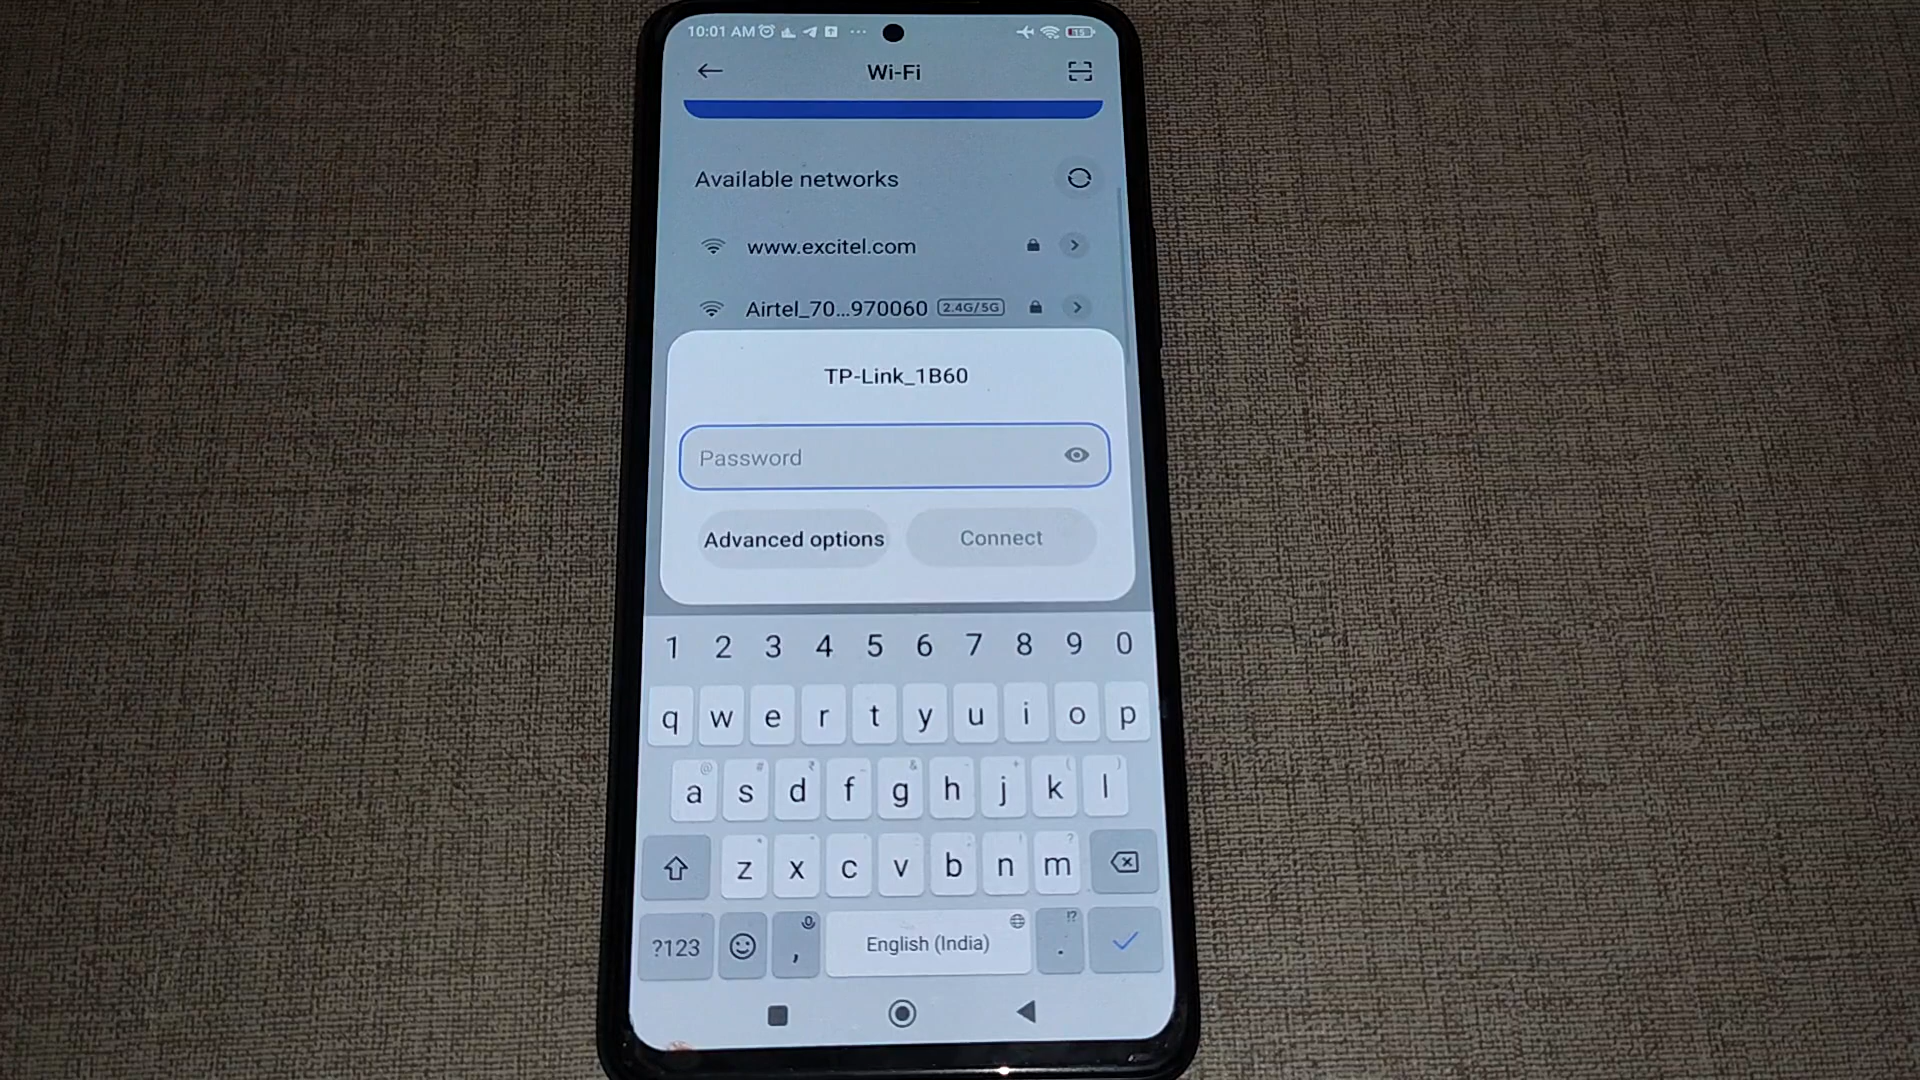 10:01 AM
15
Wi-Fi
Available networks
www.excitel.com
Airtel_70...970060 2.4G/5G
TP-Link_1B60
Password
Advanced options Connect
1 2 3 4 5 6 7 8 9 0
q w e r t y u i o p
@ # ₹ _ & - + ( )
a s d f g h j k l
* " ' : ; ! ?
z x c v b n m
!?
?123 , English (India) .